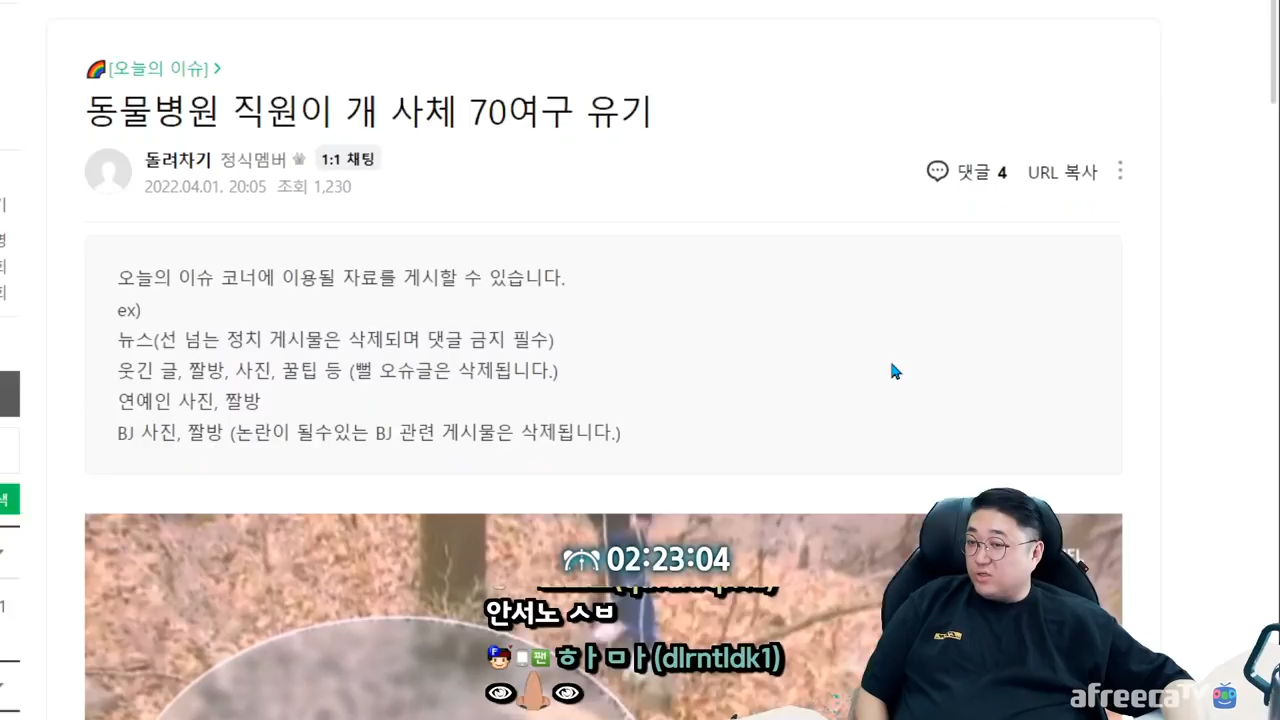 [오늘의 이슈]
동물병원 직원이 개 사체 70여구 유기
돌려차기 정식멤버 1:1 채팅
2022.04.01. 20:05 조회 1,230
댓글 4 URL 복사
오늘의 이슈 코너에 이용될 자료를 게시할 수 있습니다.
ex)
뉴스(선 넘는 정치 게시물은 삭제되며 댓글 금지 필수)
웃긴 글, 짤방, 사진, 꿀팁 등 (뻘 오슈글은 삭제됩니다.)
연예인 사진, 짤방
BJ 사진, 짤방 (논란이 될수있는 BJ 관련 게시물은 삭제됩니다.)
02:23:04
안서노 ㅅㅂ
F 팬 ㅎㅏㅁㅏ(dlrntldk1)
afreecaTV